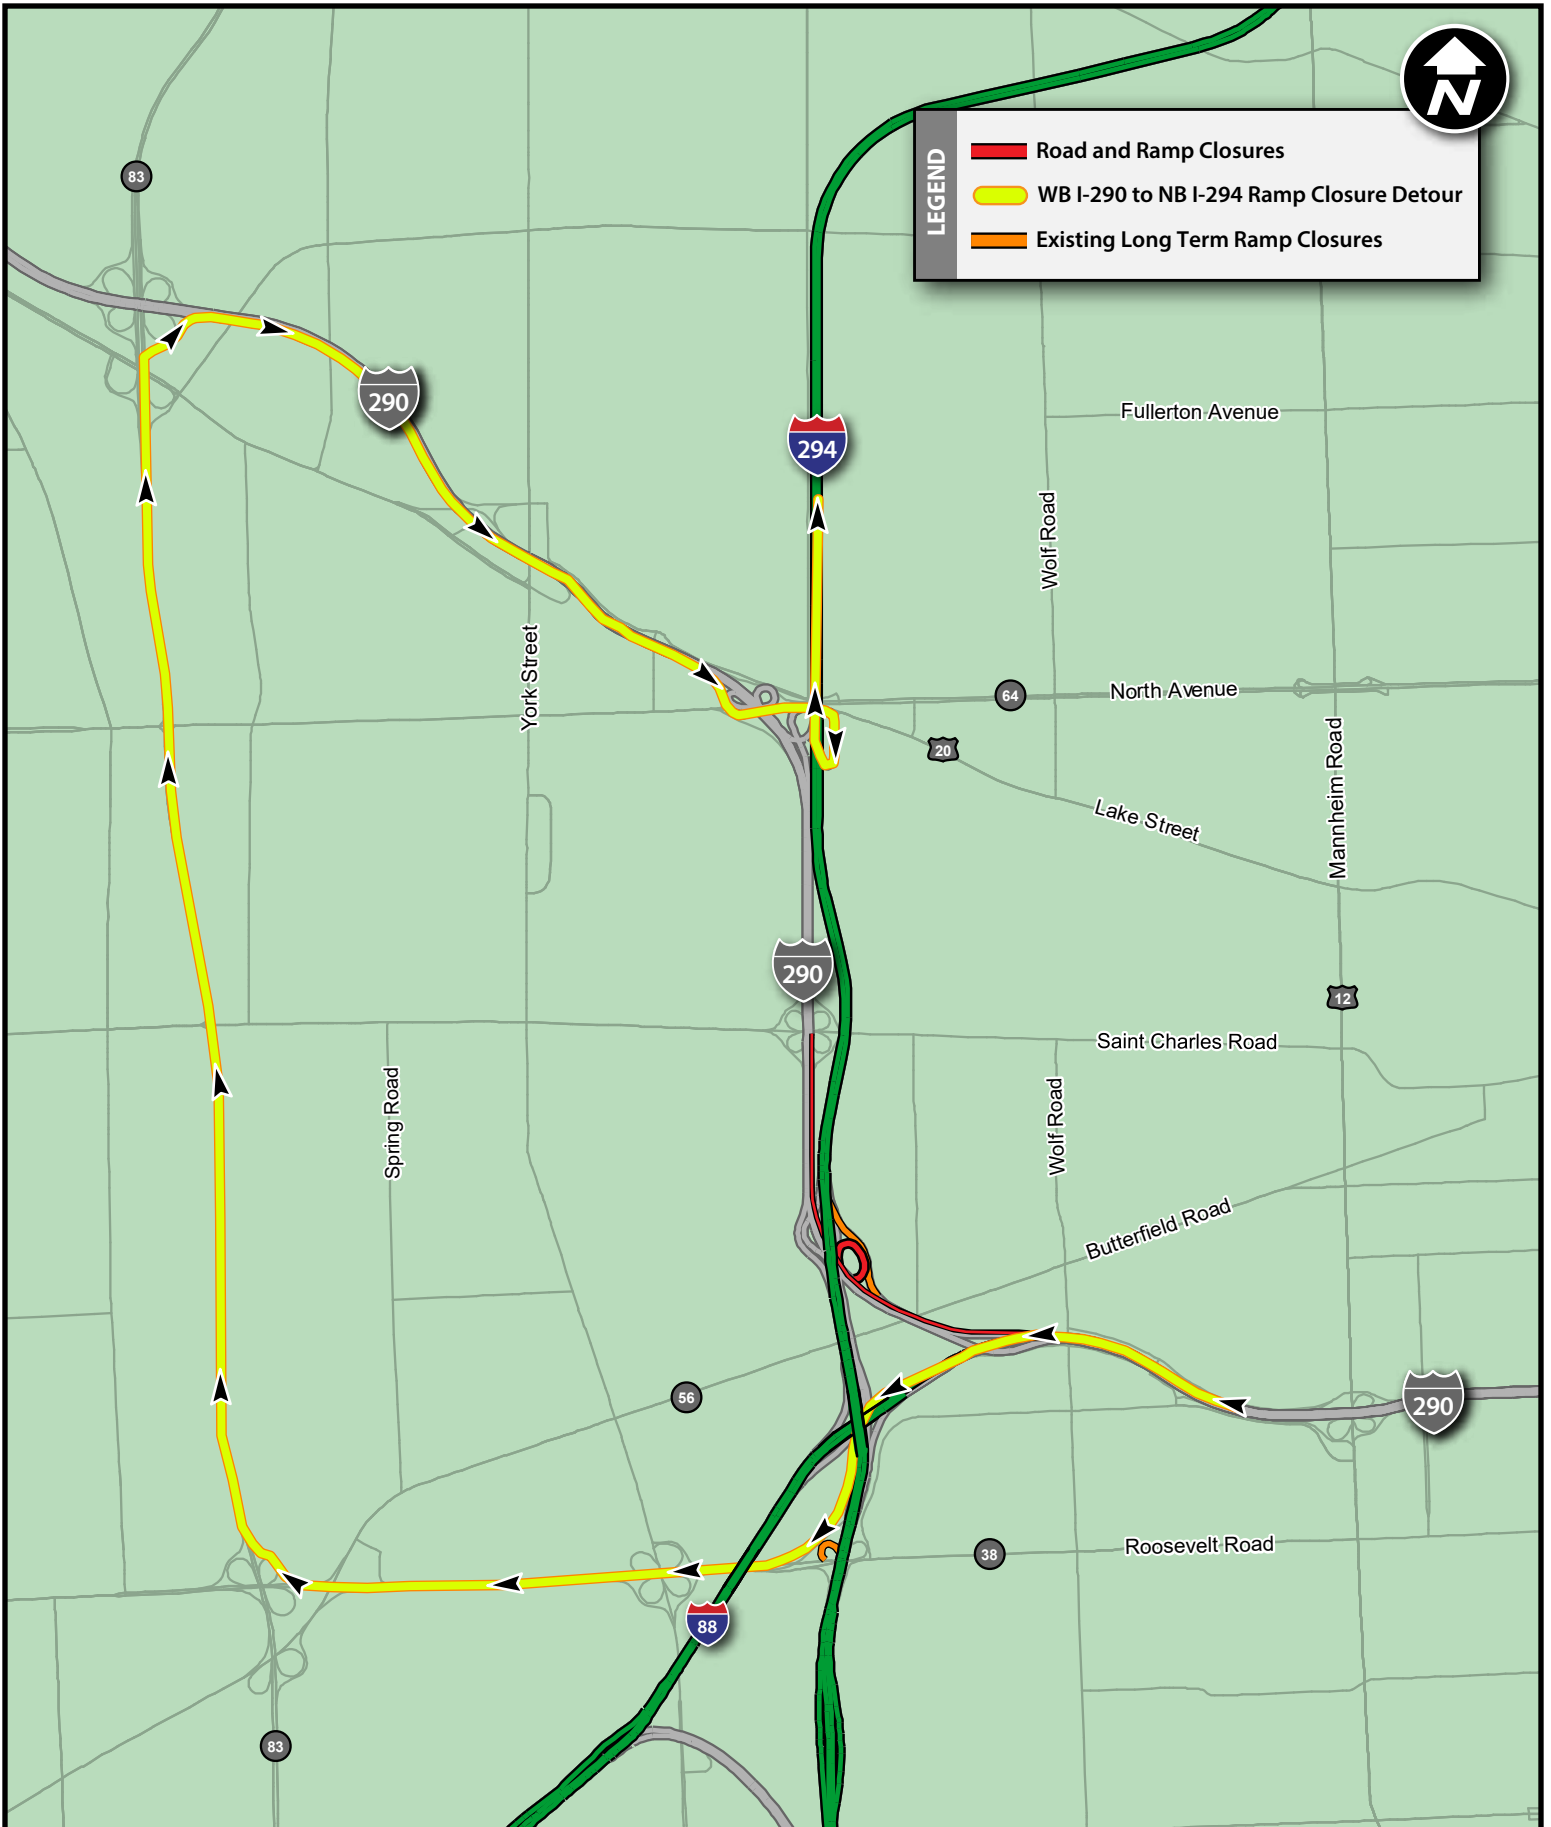 N
LEGEND
Road and Ramp Closures
WB I-290 to NB I-294 Ramp Closure Detour
Existing Long Term Ramp Closures
83
290
294
Fullerton Avenue
Wolf Road
York Street
64
North Avenue
20
Mannheim Road
Lake Street
290
12
Saint Charles Road
Spring Road
Wolf Road
Butterfield Road
56
290
38
Roosevelt Road
88
83